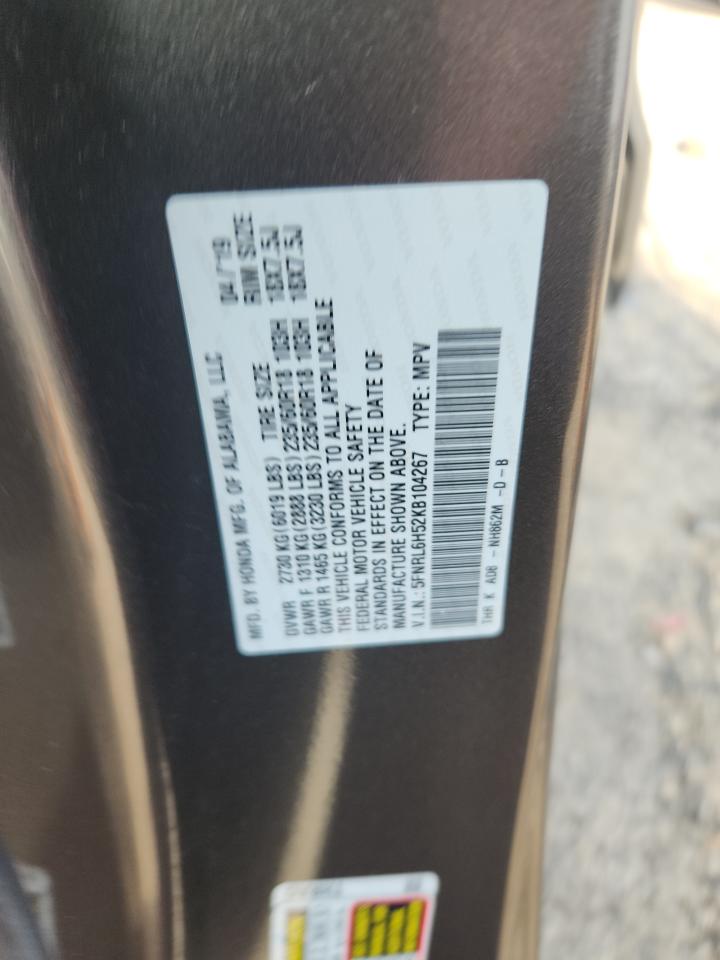 MFD. BY HONDA MFG. OF ALABAMA, LLC 04/'19
GVWR 2730 KG(6019 LBS) TIRE SIZE RIM SIZE
GAWR F 1310 KG(2888 LBS) 235/60R18 103H 18X7.5J
GAWR R 1465 KG(3230 LBS) 235/60R18 103H 18X7.5J
THIS VEHICLE CONFORMS TO ALL APPLICABLE
FEDERAL MOTOR VEHICLE SAFETY
STANDARDS IN EFFECT ON THE DATE OF
MANUFACTURE SHOWN ABOVE.
V.I.N.: 5FNRL6H52KB104267 TYPE: MPV
THR K AD8 -NH862M -D-B